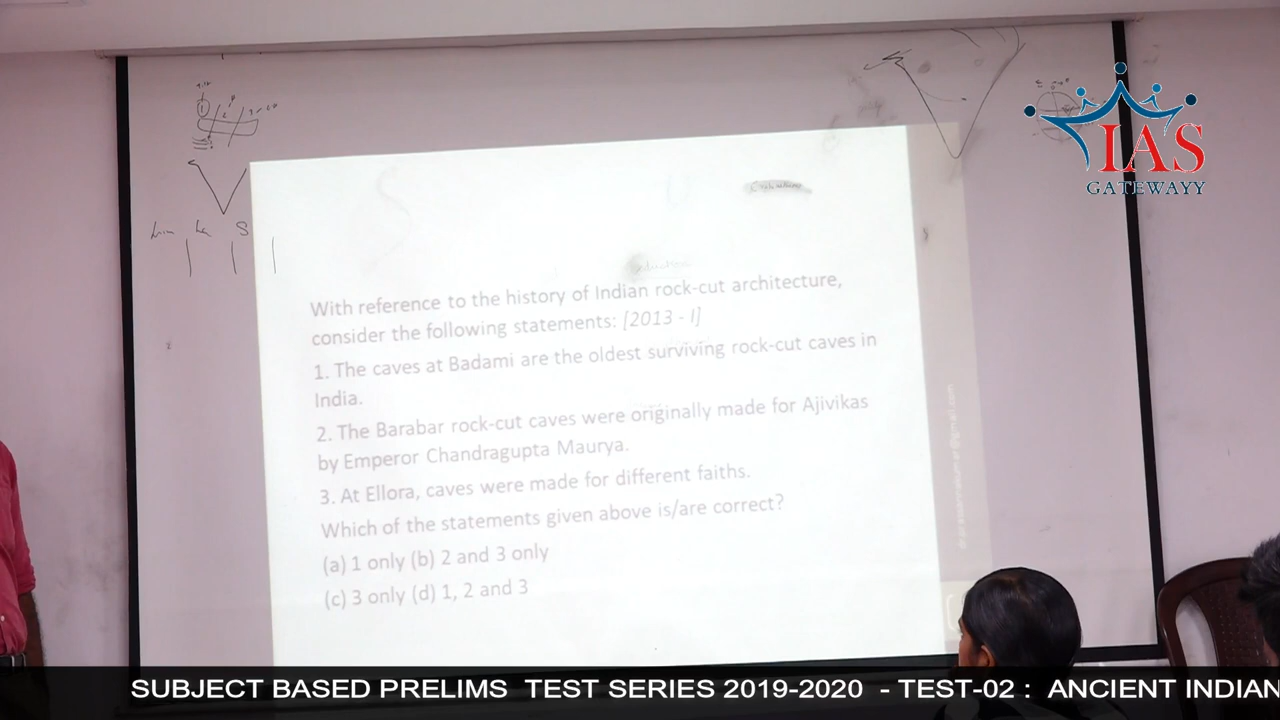 IAS
GATEWAYY
With reference to the history of Indian rock-cut architecture,
consider the following statements: [2013 - I]
1. The caves at Badami are the oldest surviving rock-cut caves in
India.
2. The Barabar rock-cut caves were originally made for Ajivikas
by Emperor Chandragupta Maurya.
3. At Ellora, caves were made for different faiths.
Which of the statements given above is/are correct?
(a) 1 only (b) 2 and 3 only
(c) 3 only (d) 1, 2 and 3
SUBJECT BASED PRELIMS TEST SERIES 2019-2020 - TEST-02 : ANCIENT INDIAN